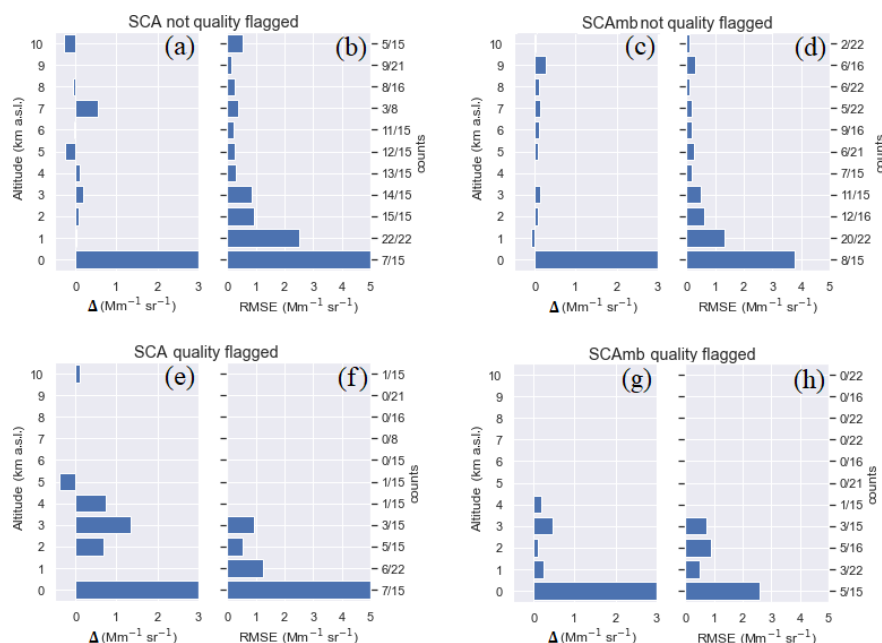 SCA not quality flagged
SCAmb not quality flagged
(a) (b) (c) (d)
10 5/15 10 2/22
9 9/21 9 6/16
8 8/16 8 6/22
7 3/8 7 5/22
6 11/15 6 9/16
5 12/15 5 6/21
4 13/15 4 7/15
3 14/15 3 11/15
2 15/15 2 12/16
1 22/22 1 20/22
0 7/15 0 8/15
Altitude (km a.s.l.) counts Altitude (km a.s.l.) counts
0 1 2 3 0 1 2 3 4 5 0 1 2 3 0 1 2 3 4 5
Δ (Mm⁻¹ sr⁻¹) RMSE (Mm⁻¹ sr⁻¹) Δ (Mm⁻¹ sr⁻¹) RMSE (Mm⁻¹ sr⁻¹)
SCA quality flagged
SCAmb quality flagged
(e) (f) (g) (h)
10 1/15 10 0/22
9 0/21 9 0/16
8 0/16 8 0/22
7 0/8 7 0/22
6 0/15 6 0/16
5 1/15 5 0/21
4 1/15 4 1/15
3 3/15 3 3/15
2 5/15 2 5/16
1 6/22 1 3/22
0 7/15 0 5/15
Altitude (km a.s.l.) counts Altitude (km a.s.l.) counts
0 1 2 3 0 1 2 3 4 5 0 1 2 3 0 1 2 3 4 5
Δ (Mm⁻¹ sr⁻¹) RMSE (Mm⁻¹ sr⁻¹) Δ (Mm⁻¹ sr⁻¹) RMSE (Mm⁻¹ sr⁻¹)